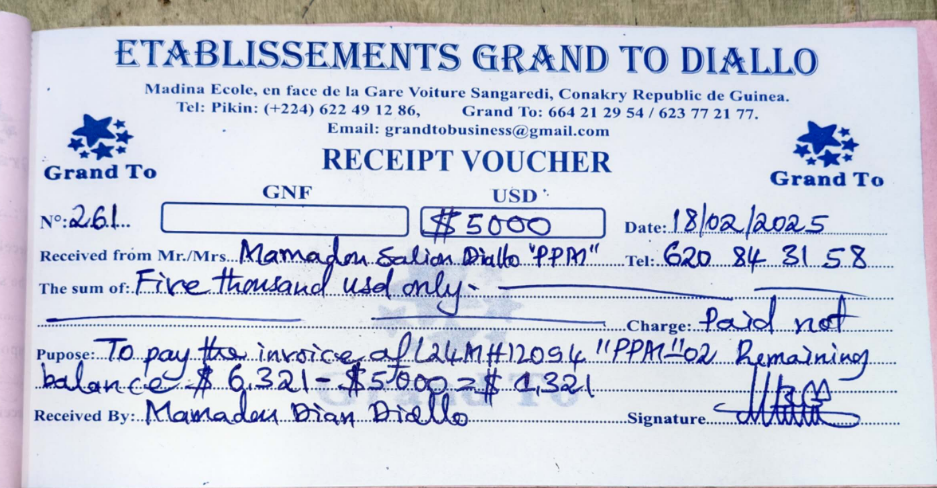 ETABLISSEMENTS GRAND TO DIALLO
Madina Ecole, en face de la Gare Voiture Sangaredi, Conakry Republic de Guinea.
Tel: Pikin: (+224) 622 49 12 86, Grand To: 664 21 29 54 / 623 77 21 77.
Email: grandtobusiness@gmail.com
Grand To RECEIPT VOUCHER Grand To
GNF USD
N°: 261 $ 5000 Date: 18/02/2025
Received from Mr./Mrs. Mamadou Saliou Diallo "PPM" Tel: 620 84 31 58
The sum of: Five thousand usd only-
Charge: Paid not
Pupose: To pay the invoice of L24MH12094 "PPM"-02 Remaining
balance $ 6,321 - $5000 = $ 1,321
Grand To
Received By: Mamadou Dian Diallo Signature